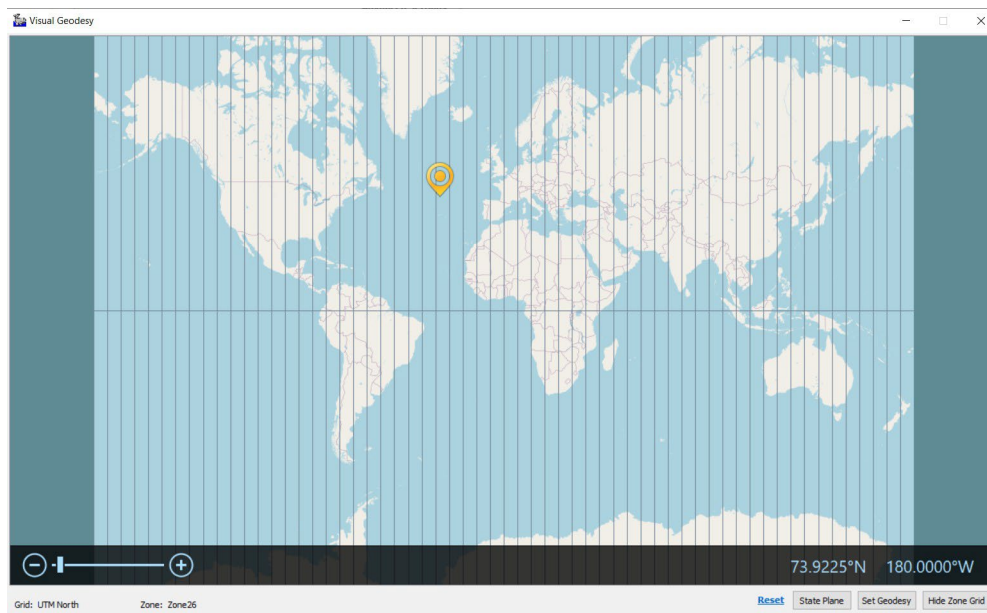 Visual Geodesy
73.9225°N 180.0000°W
Grid: UTM North Zone: Zone26 Reset State Plane Set Geodesy Hide Zone Grid